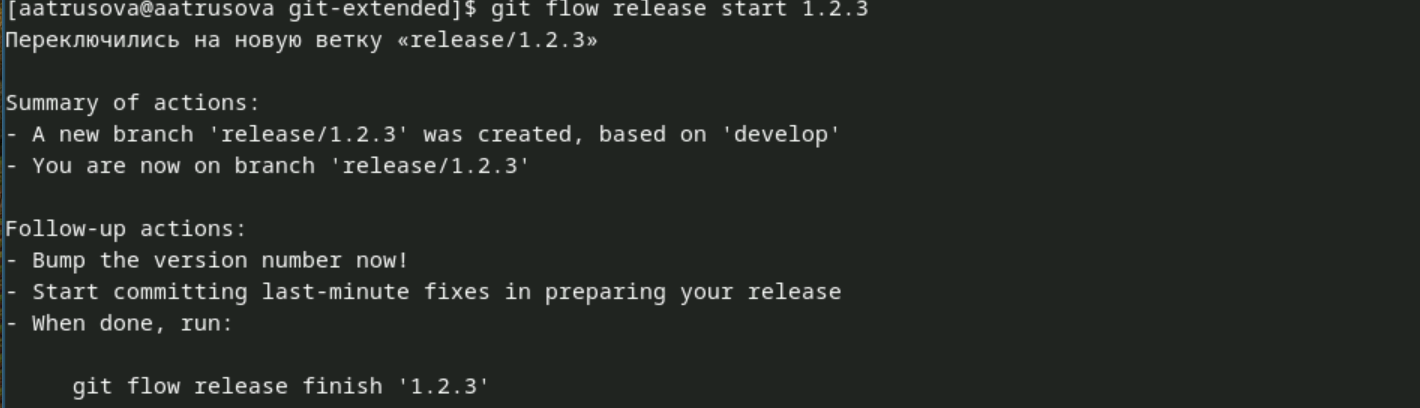 [aatrusova@aatrusova git-extended]$ git flow release start 1.2.3
Переключились на новую ветку «release/1.2.3»
Summary of actions:
- A new branch 'release/1.2.3' was created, based on 'develop'
- You are now on branch 'release/1.2.3'
Follow-up actions:
- Bump the version number now!
- Start committing last-minute fixes in preparing your release
- When done, run:
git flow release finish '1.2.3'